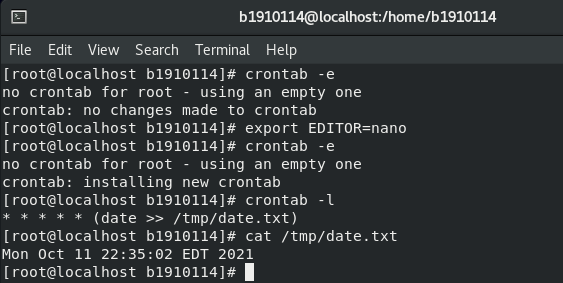 b1910114@localhost:/home/b1910114
File Edit View Search Terminal Help
[root@localhost b1910114]# crontab -e
no crontab for root - using an empty one
crontab: no changes made to crontab
[root@localhost b1910114]# export EDITOR=nano
[root@localhost b1910114]# crontab -e
no crontab for root - using an empty one
crontab: installing new crontab
[root@localhost b1910114]# crontab -l
* * * * * (date >> /tmp/date.txt)
[root@localhost b1910114]# cat /tmp/date.txt
Mon Oct 11 22:35:02 EDT 2021
[root@localhost b1910114]#